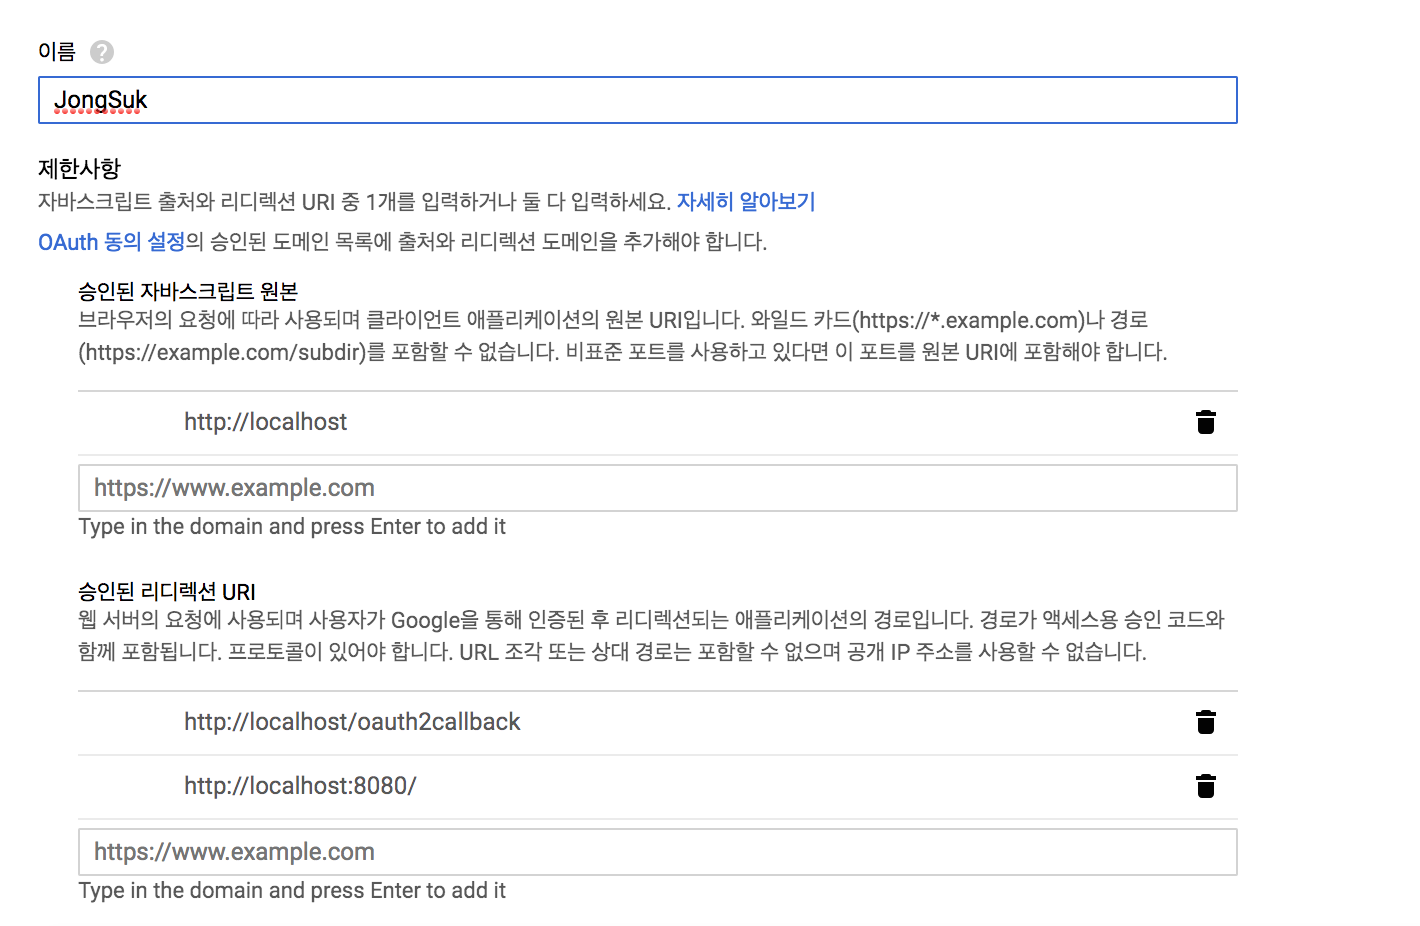 이름 ?
JongSuk
제한사항
자바스크립트 출처와 리디렉션 URI 중 1개를 입력하거나 둘 다 입력하세요. 자세히 알아보기
OAuth 동의 설정의 승인된 도메인 목록에 출처와 리디렉션 도메인을 추가해야 합니다.
승인된 자바스크립트 원본
브라우저의 요청에 따라 사용되며 클라이언트 애플리케이션의 원본 URI입니다. 와일드 카드(https://*.example.com)나 경로
(https://example.com/subdir)를 포함할 수 없습니다. 비표준 포트를 사용하고 있다면 이 포트를 원본 URI에 포함해야 합니다.
http://localhost
https://www.example.com
Type in the domain and press Enter to add it
승인된 리디렉션 URI
웹 서버의 요청에 사용되며 사용자가 Google을 통해 인증된 후 리디렉션되는 애플리케이션의 경로입니다. 경로가 액세스용 승인 코드와
함께 포함됩니다. 프로토콜이 있어야 합니다. URL 조각 또는 상대 경로는 포함할 수 없으며 공개 IP 주소를 사용할 수 없습니다.
http://localhost/oauth2callback
http://localhost:8080/
https://www.example.com
Type in the domain and press Enter to add it